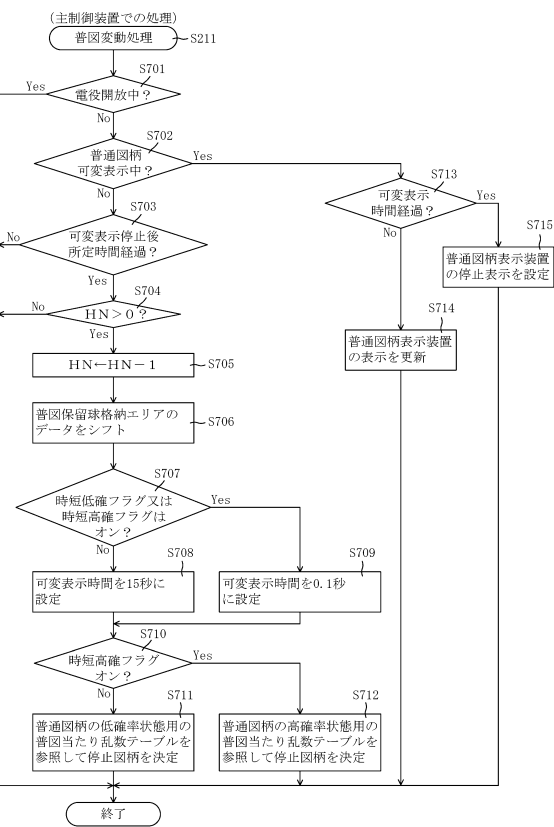 (主制御装置での処理)
普図変動処理
S211
S701
電役開放中?
Yes
No
S702
普通図柄
可変表示中?
Yes
No
S703
可変表示停止後
所定時間経過?
No
Yes
S704
HN>0?
No
Yes
HN←HN-1
S705
普図保留球格納エリアの
データをシフト
S706
S707
時短低確フラグ又は
時短高確フラグは
オン?
Yes
No
S708
可変表示時間を15秒に
設定
S709
可変表示時間を0.1秒
に設定
S710
時短高確フラグ
オン?
Yes
No
S711
普通図柄の低確率状態用の
普図当たり乱数テーブルを
参照して停止図柄を決定
S712
普通図柄の高確率状態用の
普図当たり乱数テーブルを
参照して停止図柄を決定
S713
可変表示
時間経過?
Yes
No
S714
普通図柄表示装置
の表示を更新
S715
普通図柄表示装置
の停止表示を設定
終了